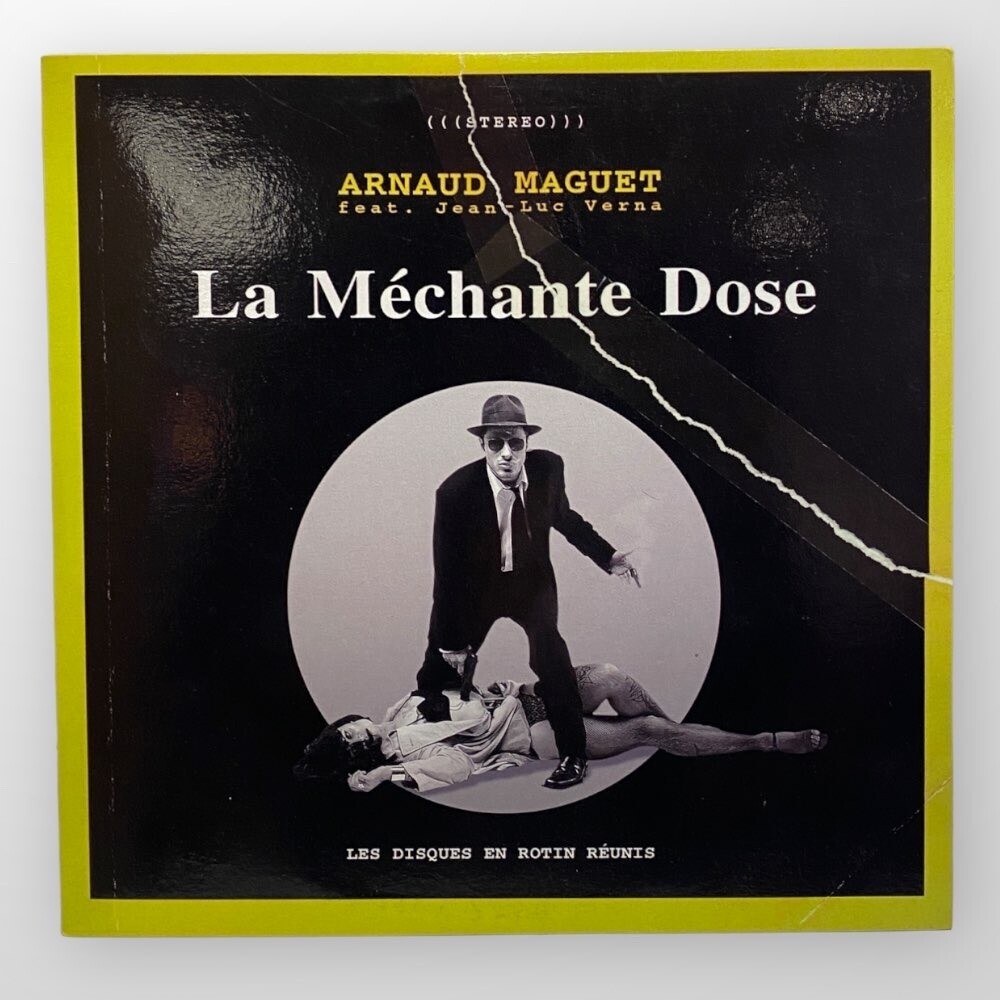 (((STEREO)))
ARNAUD MAGUET
feat. Jean-Luc Verna
La Méchante Dose
LES DISQUES EN ROTIN RÉUNIS